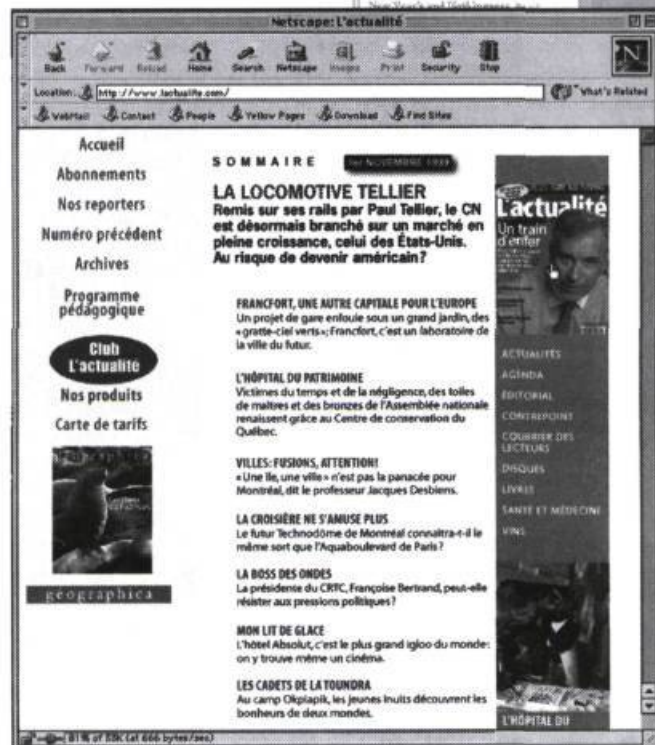 Netscape: L'actualité
Back Forward Reload Home Search Netscape Images Print Security Stop
Location: http://www.lactualite.com/ What's Related
WebMail Contact People Yellow Pages Download Find Sites
Accueil
Abonnements
Nos reporters
Numéro précédent
Archives
Programme
pédagogique
Club
L'actualité
Nos produits
Carte de tarifs
géographica
SOMMAIRE 1er NOVEMBRE 1999
LA LOCOMOTIVE TELLIER
Remis sur ses rails par Paul Tellier, le CN
est désormais branché sur un marché en
pleine croissance, celui des États-Unis.
Au risque de devenir américain?
FRANCFORT, UNE AUTRE CAPITALE POUR L'EUROPE
Un projet de gare enfouie sous un grand jardin, des
«gratte-ciel verts»; Francfort, c'est un laboratoire de
la ville du futur.
L'HÔPITAL DU PATRIMOINE
Victimes du temps et de la négligence, des toiles
de maîtres et des bronzes de l'Assemblée nationale
renaissent grâce au Centre de conservation du
Québec.
VILLES: FUSIONS, ATTENTION!
«Une île, une ville» n'est pas la panacée pour
Montréal, dit le professeur Jacques Desbiens.
LA CROISIÈRE NE S'AMUSE PLUS
Le futur Technodôme de Montréal connaîtra-t-il le
même sort que l'Aquaboulevard de Paris?
LA BOSS DES ONDES
La présidente du CRTC, Françoise Bertrand, peut-elle
résister aux pressions politiques?
MON LIT DE GLACE
L'hôtel Absolut, c'est le plus grand igloo du monde:
on y trouve même un cinéma.
LES CADETS DE LA TOUNDRA
Au camp Okpiapik, les jeunes Inuits découvrent les
bonheurs de deux mondes.
L'actualité
Un train
d'enfer
ACTUALITÉS
AGENDA
ÉDITORIAL
CONTREPOINT
COURRIER DES
LECTEURS
DISQUES
LIVRES
SANTÉ ET MÉDECINE
VINS
L'HÔPITAL DU
81% of 88K (at 666 bytes/sec)